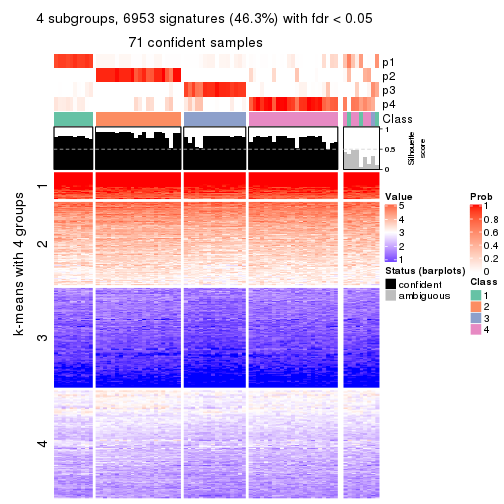 4 subgroups, 6953 signatures (46.3%) with fdr < 0.05
71 confident samples
p1
p2
p3
p4
Class
1
0.5
0
Silhouette
score
k-means with 4 groups
1
2
3
4
Value
5
4
3
2
1
Status (barplots)
confident
ambiguous
Prob
1
0.8
0.6
0.4
0.2
0
Class
1
2
3
4